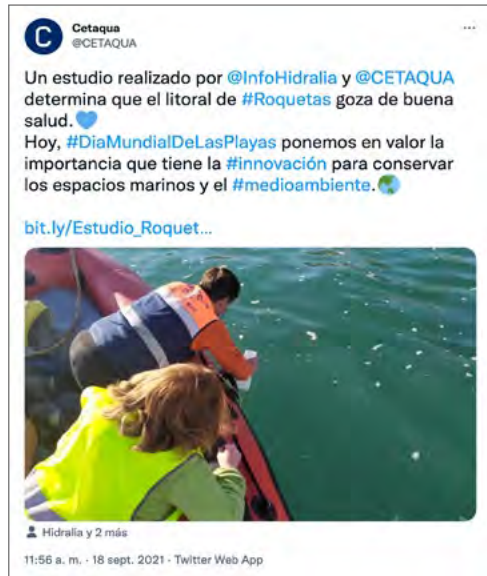 Cetaqua
@CETAQUA
Un estudio realizado por @InfoHidralia y @CETAQUA
determina que el litoral de #Roquetas goza de buena
salud.
Hoy, #DiaMundialDeLasPlayas ponemos en valor la
importancia que tiene la #innovación para conservar
los espacios marinos y el #medioambiente.
bit.ly/Estudio_Roquet...
Hidralia y 2 más
11:56 a. m. · 18 sept. 2021 · Twitter Web App